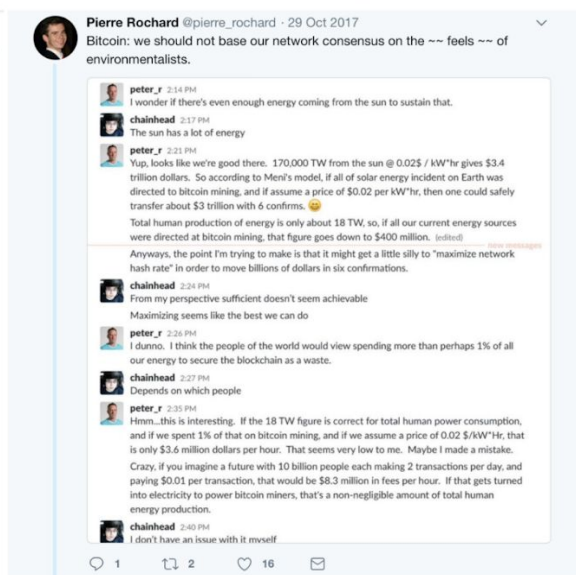 Pierre Rochard @pierre_rochard · 29 Oct 2017
Bitcoin: we should not base our network consensus on the ~~ feels ~~ of
environmentalists.
peter_r 2:14 PM
I wonder if there's even enough energy coming from the sun to sustain that.
chainhead 2:17 PM
The sun has a lot of energy
peter_r 2:21 PM
Yup, looks like we're good there. 170,000 TW from the sun @ 0.02$ / kW*hr gives $3.4
trillion dollars. So according to Meni's model, if all of solar energy incident on Earth was
directed to bitcoin mining, and if assume a price of $0.02 per kW*hr, then one could safely
transfer about $3 trillion with 6 confirms. 😄
Total human production of energy is only about 18 TW, so, if all our current energy sources
were directed at bitcoin mining, that figure goes down to $400 million. (edited)
new messages
Anyways, the point I'm trying to make is that it might get a little silly to "maximize network
hash rate" in order to move billions of dollars in six confirmations.
chainhead 2:24 PM
From my perspective sufficient doesn't seem achievable
Maximizing seems like the best we can do
peter_r 2:26 PM
I dunno. I think the people of the world would view spending more than perhaps 1% of all
our energy to secure the blockchain as a waste.
chainhead 2:27 PM
Depends on which people
peter_r 2:35 PM
Hmm...this is interesting. If the 18 TW figure is correct for total human power consumption,
and if we spent 1% of that on bitcoin mining, and if we assume a price of 0.02 $/kW*Hr, that
is only $3.6 million dollars per hour. That seems very low to me. Maybe I made a mistake.
Crazy, if you imagine a future with 10 billion people each making 2 transactions per day, and
paying $0.01 per transaction, that would be $8.3 million in fees per hour. If that gets turned
into electricity to power bitcoin miners, that's a non-negligible amount of total human
energy production.
chainhead 2:40 PM
I don't have an issue with it myself
1 2 16